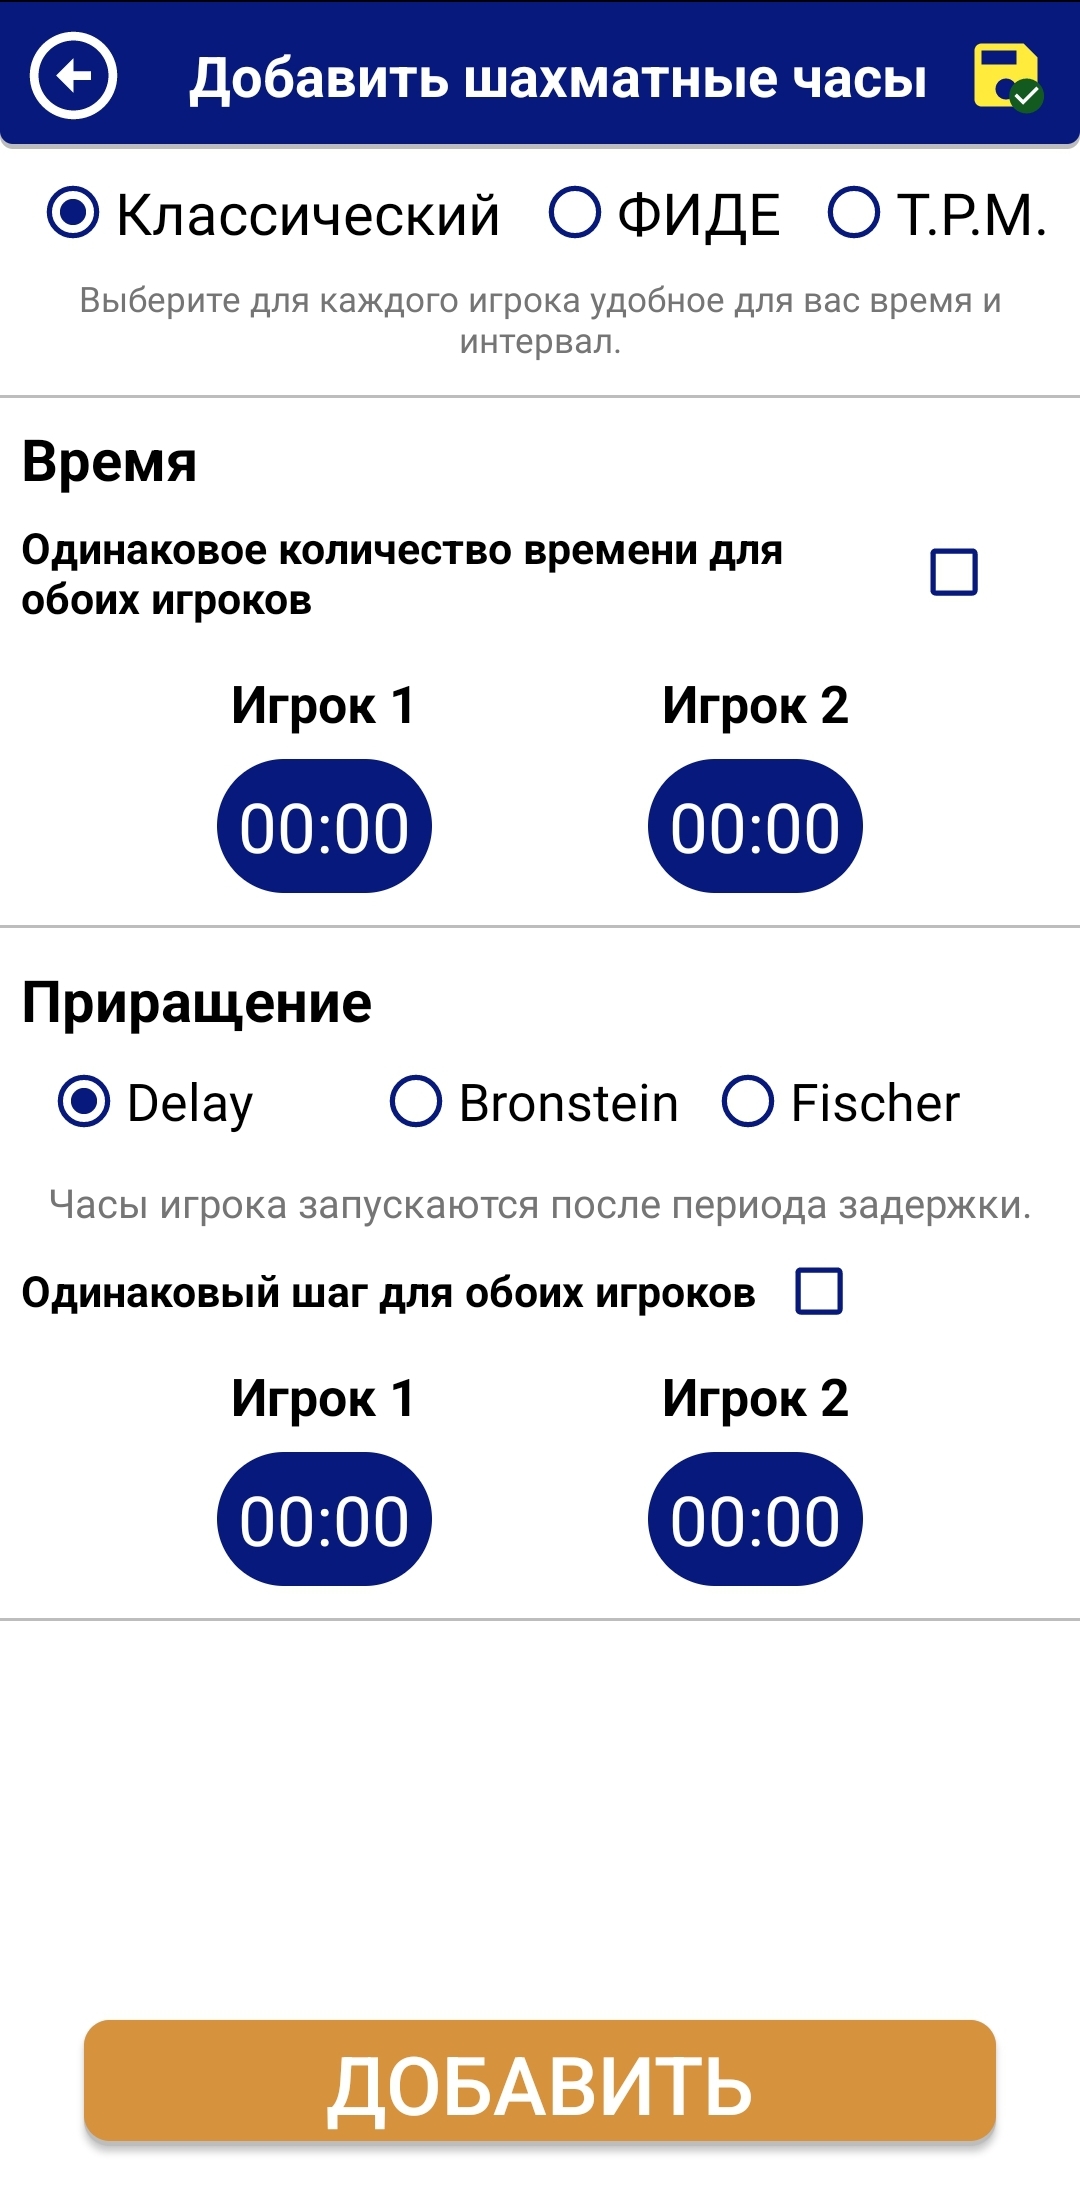 Добавить шахматные часы
Классический ФИДЕ Т.Р.М.
Выберите для каждого игрока удобное для вас время и
интервал.
Время
Одинаковое количество времени для
обоих игроков
Игрок 1 Игрок 2
00:00 00:00
Приращение
Delay Bronstein Fischer
Часы игрока запускаются после периода задержки.
Одинаковый шаг для обоих игроков
Игрок 1 Игрок 2
00:00 00:00
ДОБАВИТЬ